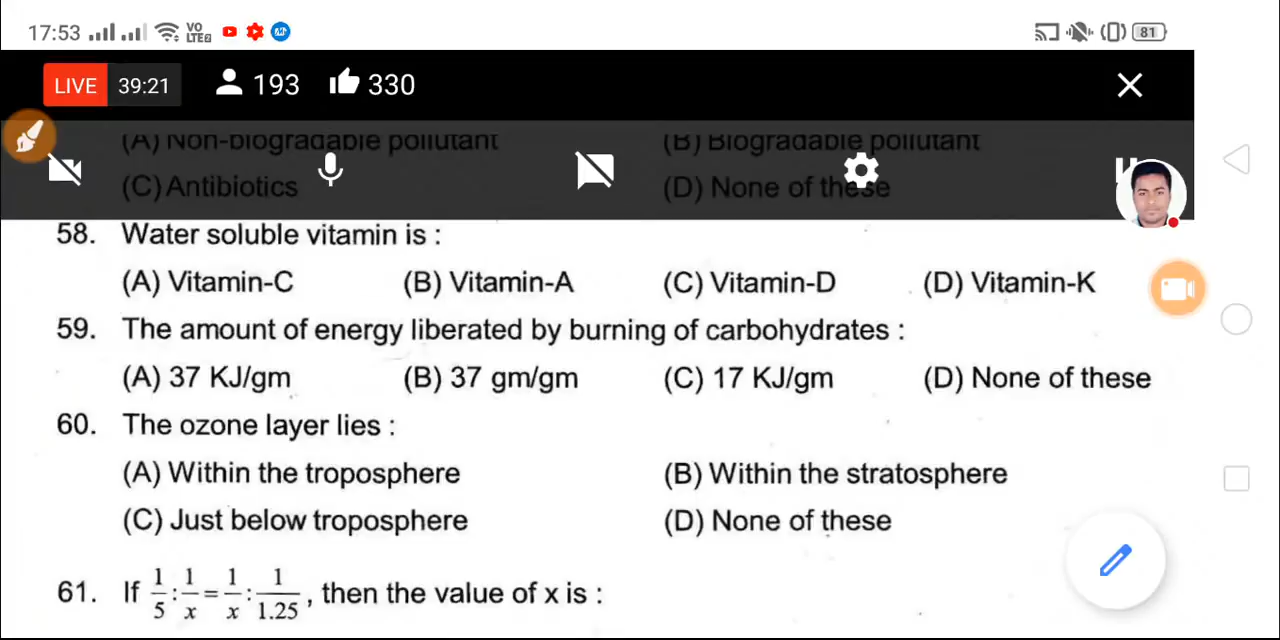 17:53 VO LTE2 81
LIVE 39:21 193 330
(A) Non-biogradable pollutant (B) Biogradable pollutant
(C) Antibiotics (D) None of these
58. Water soluble vitamin is :
(A) Vitamin-C (B) Vitamin-A (C) Vitamin-D (D) Vitamin-K
59. The amount of energy liberated by burning of carbohydrates :
(A) 37 KJ/gm (B) 37 gm/gm (C) 17 KJ/gm (D) None of these
60. The ozone layer lies :
(A) Within the troposphere (B) Within the stratosphere
(C) Just below troposphere (D) None of these
61. If 1/5 : 1/x = 1/x : 1/1.25 , then the value of x is :